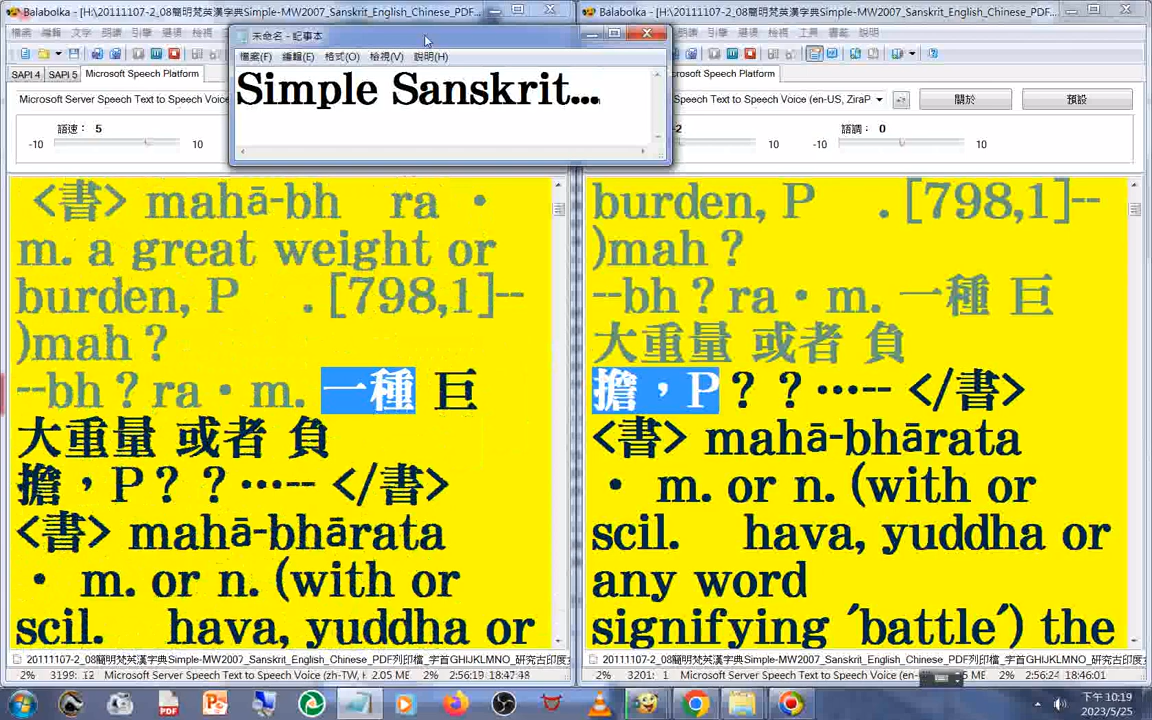 Balabolka - [H:\20111107-2_08簡明梵英漢字典Simple-MW2007_Sanskrit_English_Chinese_PDF...
Balabolka - [H:\20111107-2_08簡明梵英漢字典Simple-MW2007_Sanskrit_English_Chinese_PDF...
未命名 - 記事本
檔案(F) 編輯(E) 格式(O) 檢視(V) 說明(H)
Simple Sanskrit...
SAPI 4 SAPI 5 Microsoft Speech Platform
Microsoft Server Speech Text to Speech Voice
語速： 5
-10 10
Speech Platform
Speech Text to Speech Voice (en-US, ZiraP
關於 預設
-2 語調： 0
10 -10 10
<書> mahā-bh ra •
m. a great weight or
burden, P . [798,1]--
)mah ?
--bh ? ra • m. 一種 巨
大重量 或者 負
擔，P？？…-- </書>
<書> mahā-bhārata
• m. or n. (with or
scil. hava, yuddha or
burden, P . [798,1]--
)mah ?
--bh ? ra • m. 一種 巨
大重量 或者 負
擔，P？？…-- </書>
<書> mahā-bhārata
• m. or n. (with or
scil. hava, yuddha or
any word
signifying 'battle') the
20111107-2_08簡明梵英漢字典Simple-MW2007_Sanskrit_English_Chinese_PDF列印檔_字首GHIJKLMNO_研究古印度
20111107-2_08簡明梵英漢字典Simple-MW2007_Sanskrit_English_Chinese_PDF列印檔_字首GHIJKLMNO_研究古印度
2% 3199: 12 Microsoft Server Speech Text to Speech Voice (zh-TW, H 2.05 ME 2% 2:56:19 18:47:48
2% 3201: 1 Microsoft Server Speech Text to Speech Voice (en-US, ME 2% 2:56:24 18:46:01
下午 10:19
2023/5/25